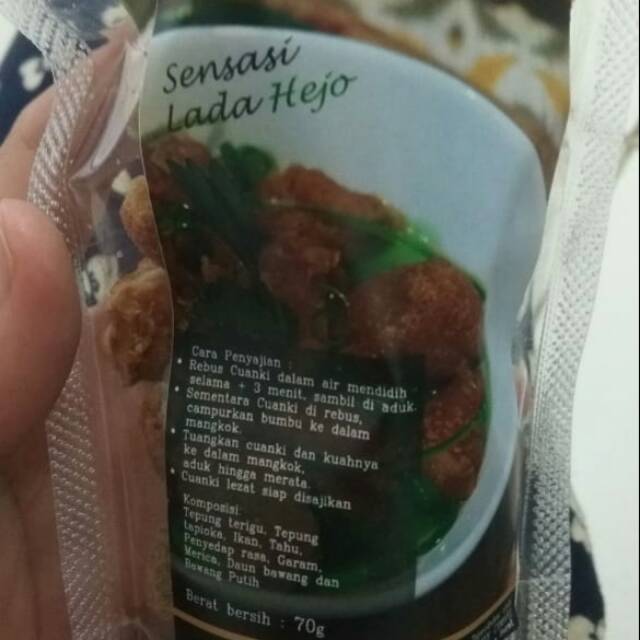 Sensasi
Lada Hejo
Cara Penyajian :
• Rebus Cuanki dalam air mendidih
selama + 3 menit, sambil di aduk.
• Sementara Cuanki di rebus,
campurkan bumbu ke dalam
mangkok.
• Tuangkan cuanki dan kuahnya
ke dalam mangkok,
aduk hingga merata.
• Cuanki lezat siap disajikan
Komposisi
Tepung terigu, Tepung
tapioka, Ikan, Tahu,
Penyedap rasa, Garam,
Merica, Daun bawang dan
Bawang Putih
Berat bersih : 70g